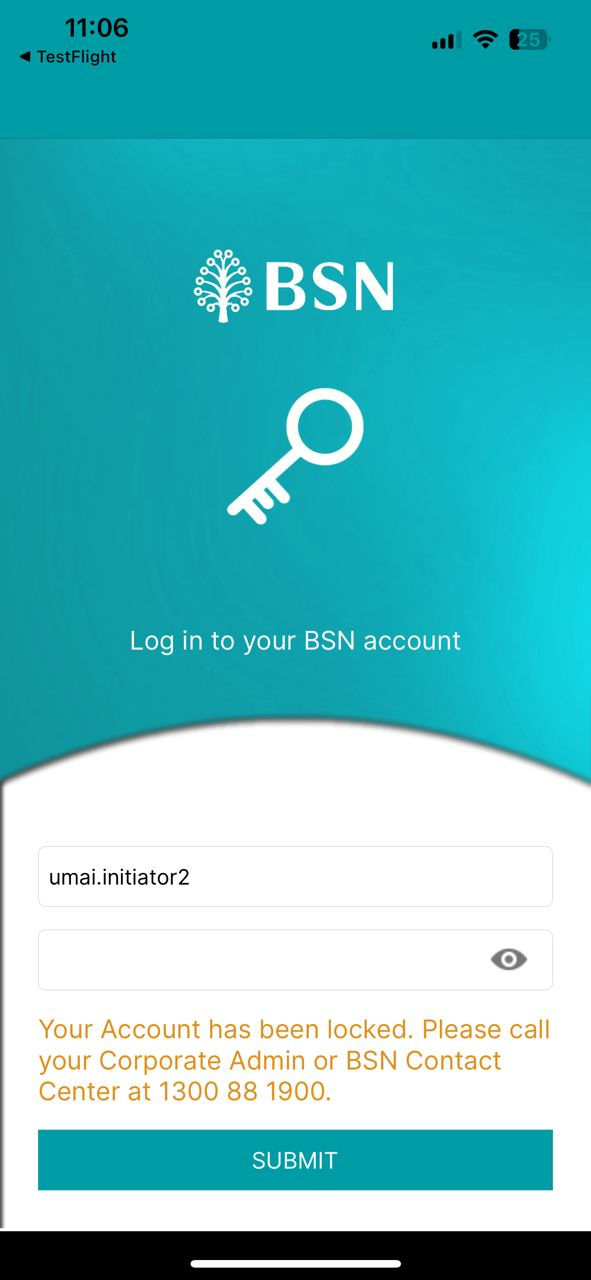 11:06
◀ TestFlight
25
BSN
Log in to your BSN account
umai.initiator2
Your Account has been locked. Please call
your Corporate Admin or BSN Contact
Center at 1300 88 1900.
SUBMIT